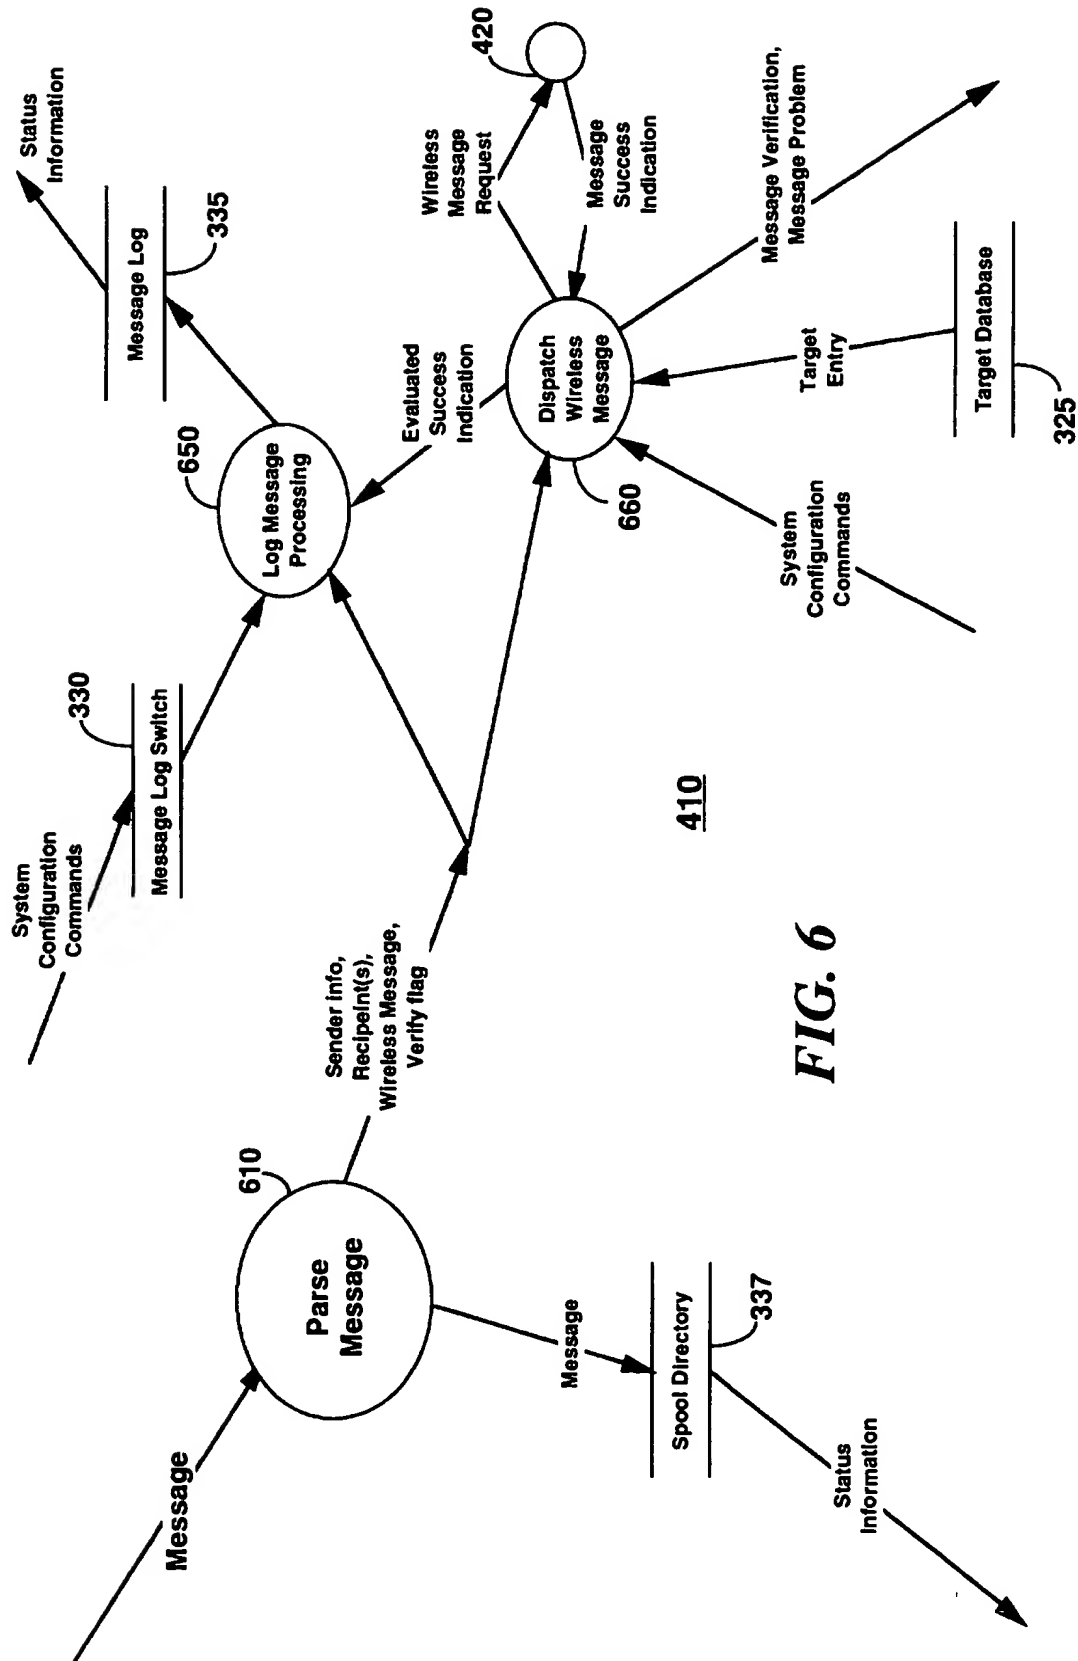 Message
610
Parse
Message
Message
Spool Directory
337
Status
Information
Sender info,
Recipeint(s),
Wireless Message,
Verify flag
System
Configuration
Commands
Message Log Switch
330
650
Log Message
Processing
Message Log
335
Status
Information
Evaluated
Success
Indication
Dispatch
Wireless
Message
660
Wireless
Message
Request
420
Message
Success
Indication
Message Verification,
Message Problem
Target
Entry
Target Database
325
System
Configuration
Commands
410
FIG. 6